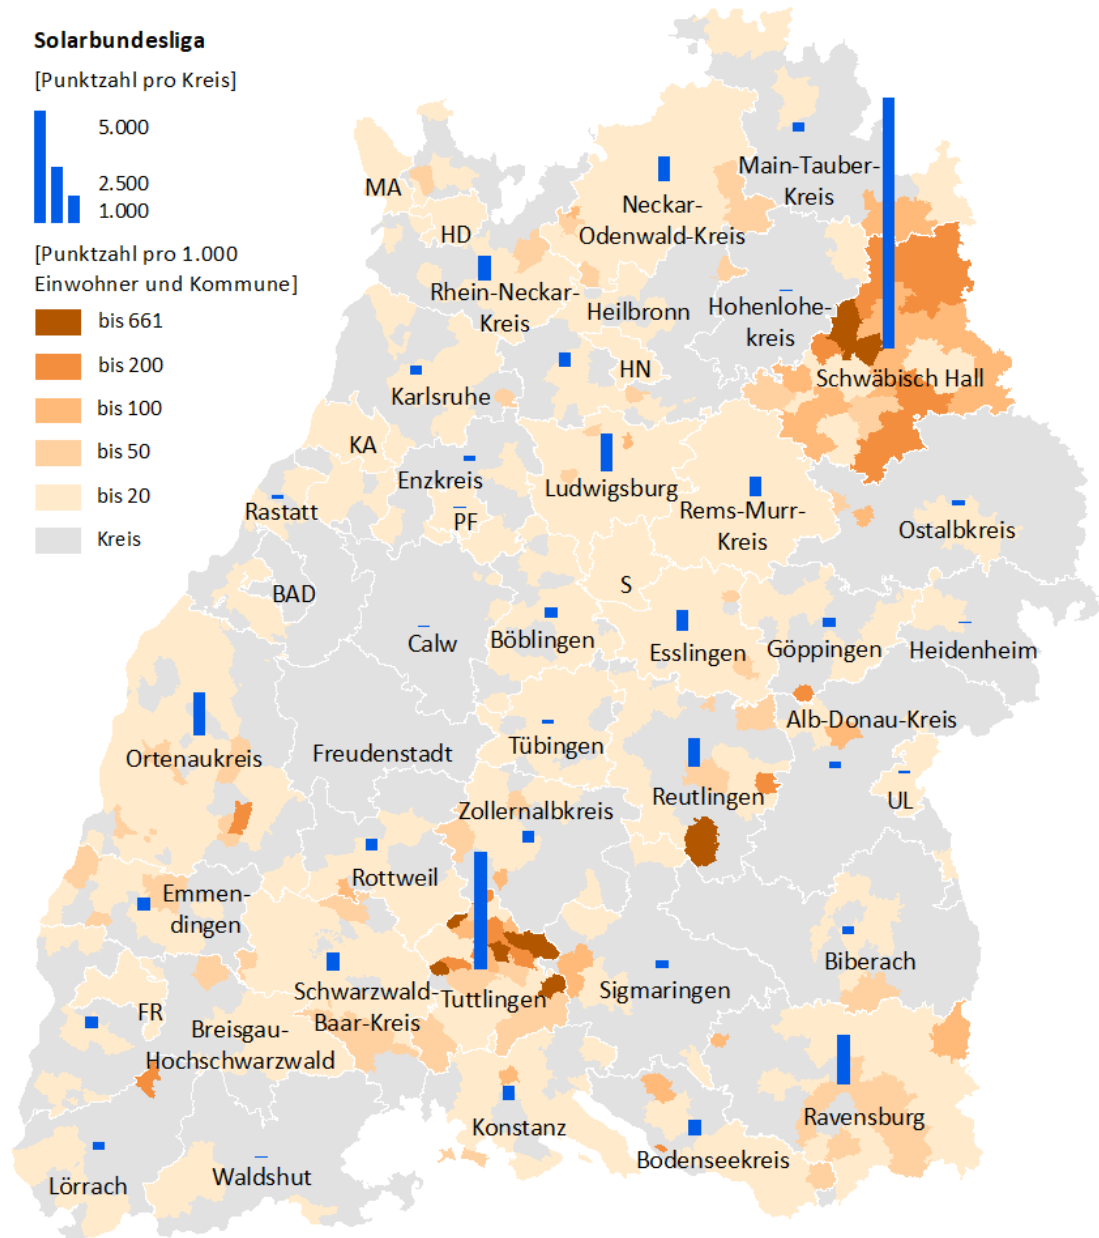 Solarbundesliga
[Punktzahl pro Kreis]
5.000
2.500
1.000
[Punktzahl pro 1.000
Einwohner und Kommune]
bis 661
bis 200
bis 100
bis 50
bis 20
Kreis
MA
HD
Main-Tauber-
Kreis
Neckar-
Odenwald-Kreis
Rhein-Neckar-
Kreis
Heilbronn
Hohenlohe-
kreis
HN
Schwäbisch Hall
Karlsruhe
KA
Enzkreis
Ludwigsburg
Rastatt
PF
Rems-Murr-
Kreis
Ostalbkreis
BAD
S
Calw
Böblingen
Esslingen
Göppingen
Heidenheim
Alb-Donau-Kreis
Ortenaukreis
Freudenstadt
Tübingen
Reutlingen
UL
Zollernalbkreis
Rottweil
Emmen-
dingen
Biberach
Schwarzwald-
Baar-Kreis
Tuttlingen
Sigmaringen
FR
Breisgau-
Hochschwarzwald
Konstanz
Ravensburg
Bodenseekreis
Lörrach
Waldshut